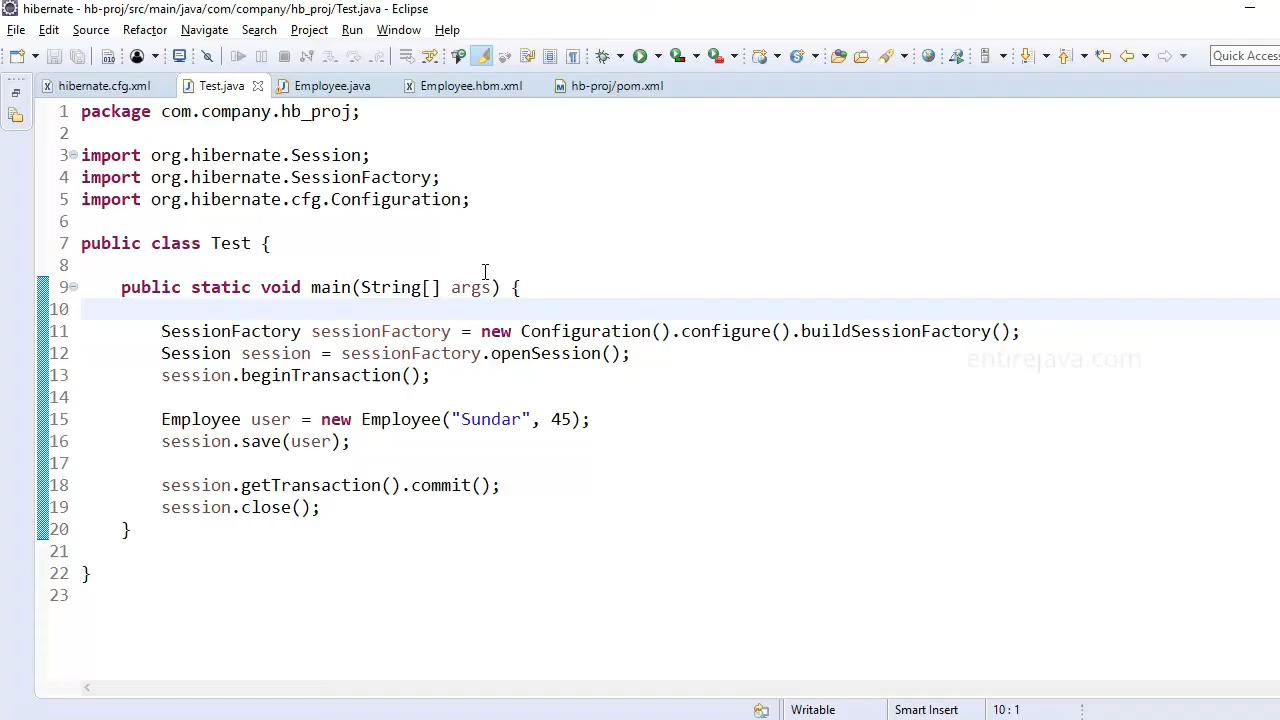 hibernate - hb-proj/src/main/java/com/company/hb_proj/Test.java - Eclipse
File Edit Source Refactor Navigate Search Project Run Window Help
Quick Acces
hibernate.cfg.xml Test.java Employee.java Employee.hbm.xml hb-proj/pom.xml
1 package com.company.hb_proj;
2
3 import org.hibernate.Session;
4 import org.hibernate.SessionFactory;
5 import org.hibernate.cfg.Configuration;
6
7 public class Test {
8
9 public static void main(String[] args) {
10
11 SessionFactory sessionFactory = new Configuration().configure().buildSessionFactory();
12 Session session = sessionFactory.openSession();
entirejava.com
13 session.beginTransaction();
14
15 Employee user = new Employee("Sundar", 45);
16 session.save(user);
17
18 session.getTransaction().commit();
19 session.close();
20 }
21
22 }
23
Writable Smart Insert 10 : 1